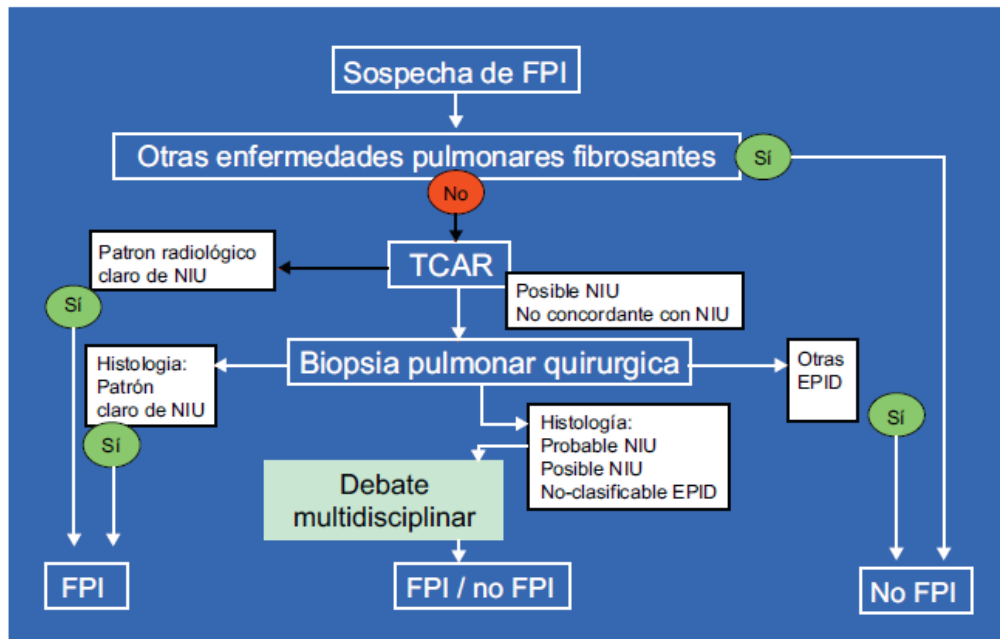 Sospecha de FPI
Otras enfermedades pulmonares fibrosantes
Sí
No
Patron radiológico
claro de NIU
TCAR
Posible NIU
No concordante con NIU
Sí
Histologia:
Patrón
claro de NIU
Biopsia pulmonar quirurgica
Otras
EPID
Sí
Sí
Histología:
Probable NIU
Posible NIU
No-clasificable EPID
Debate
multidisciplinar
FPI
FPI / no FPI
No FPI